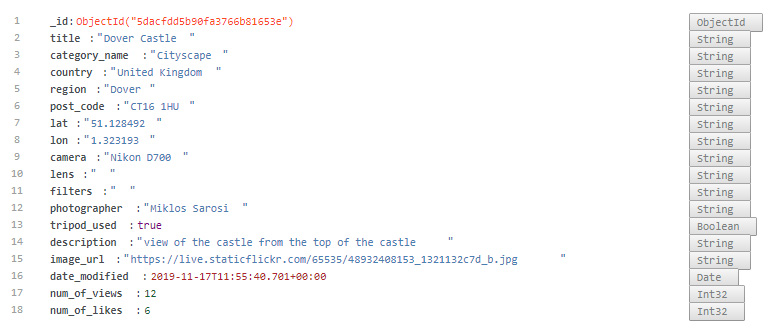 1 _id:ObjectId("5dacfdd5b90fa3766b81653e") ObjectId
2 title :"Dover Castle " String
3 category_name :"Cityscape " String
4 country :"United Kingdom " String
5 region :"Dover " String
6 post_code :"CT16 1HU " String
7 lat :"51.128492 " String
8 lon :"1.323193 " String
9 camera :"Nikon D700 " String
10 lens :" " String
11 filters :" " String
12 photographer :"Miklos Sarosi " String
13 tripod_used :true Boolean
14 description :"view of the castle from the top of the castle " String
15 image_url :"https://live.staticflickr.com/65535/48932408153_1321132c7d_b.jpg " String
16 date_modified :2019-11-17T11:55:40.701+00:00 Date
17 num_of_views :12 Int32
18 num_of_likes :6 Int32